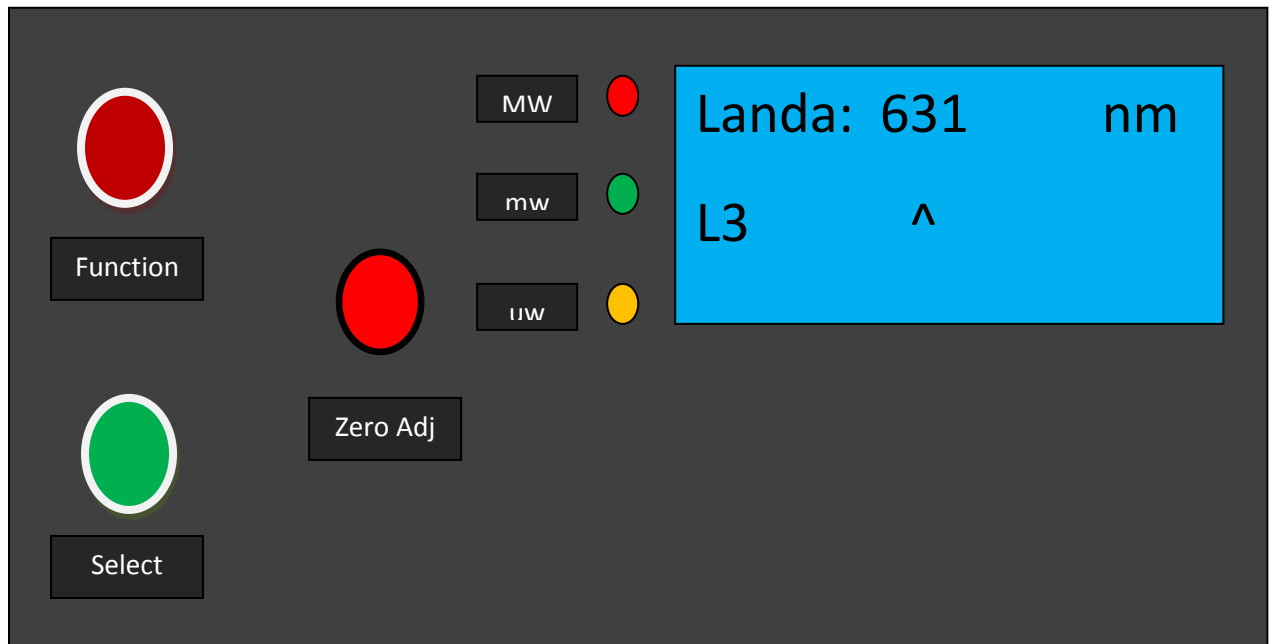 Function
Select
Zero Adj
MW
mw
uw
Landa: 631 nm
L3 ^